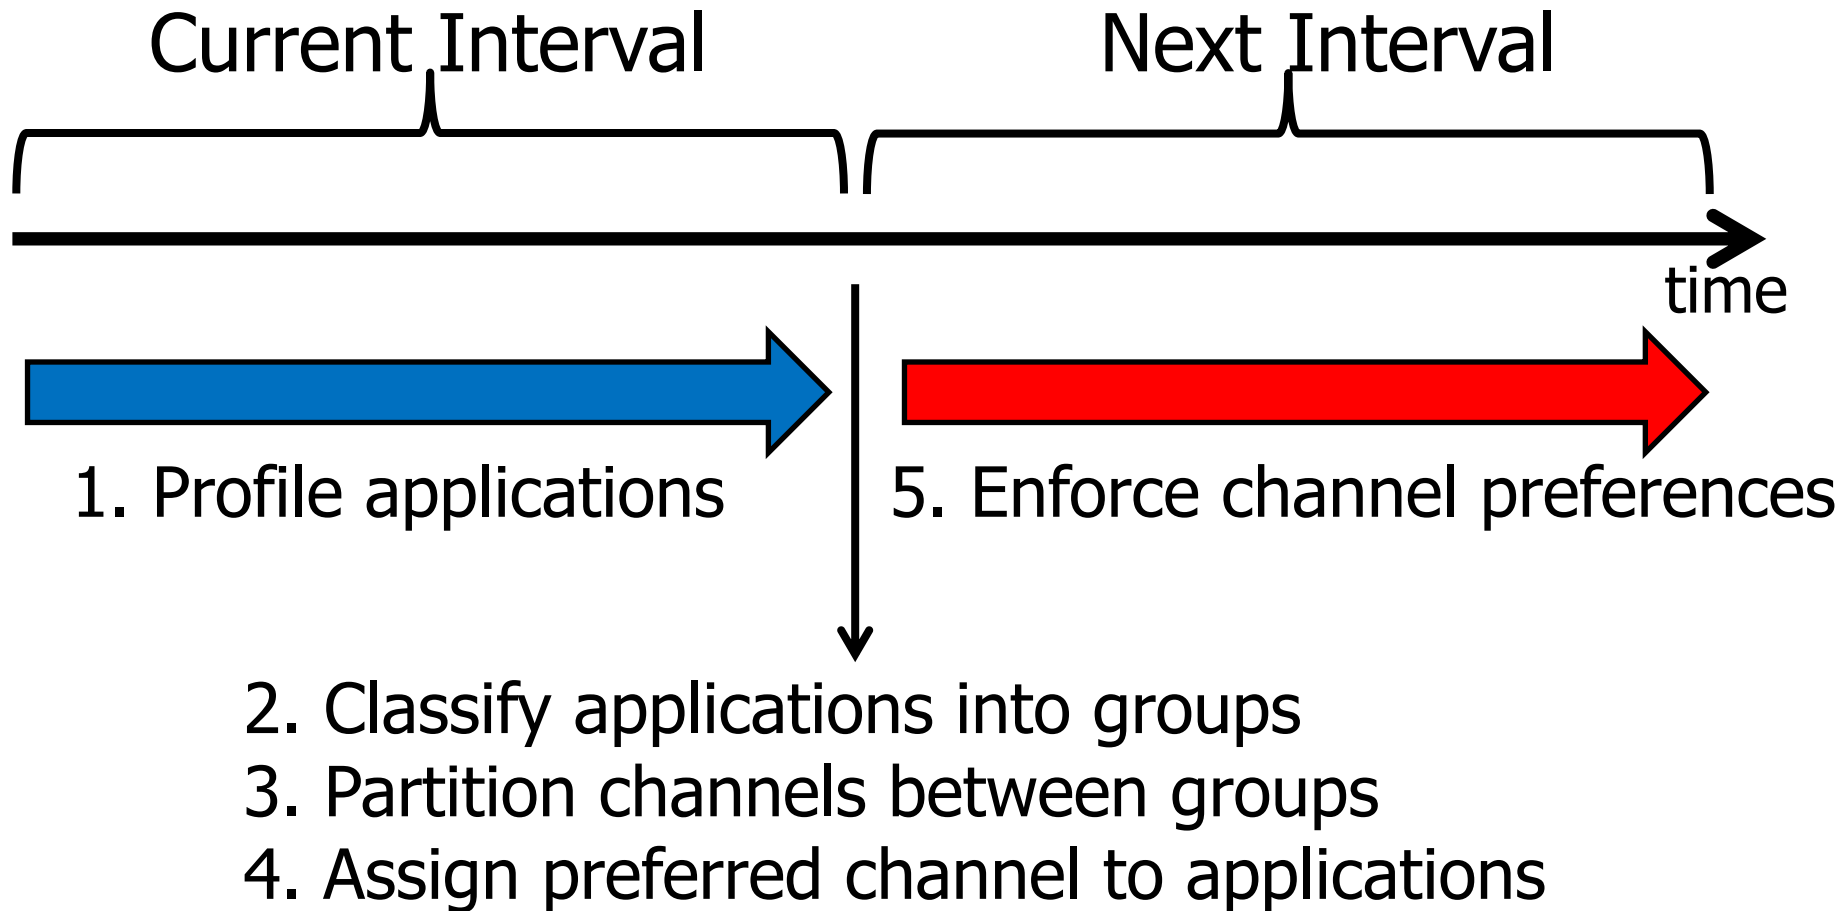 Current Interval
Next Interval
time
1. Profile applications
5. Enforce channel preferences
2. Classify applications into groups
3. Partition channels between groups
4. Assign preferred channel to applications